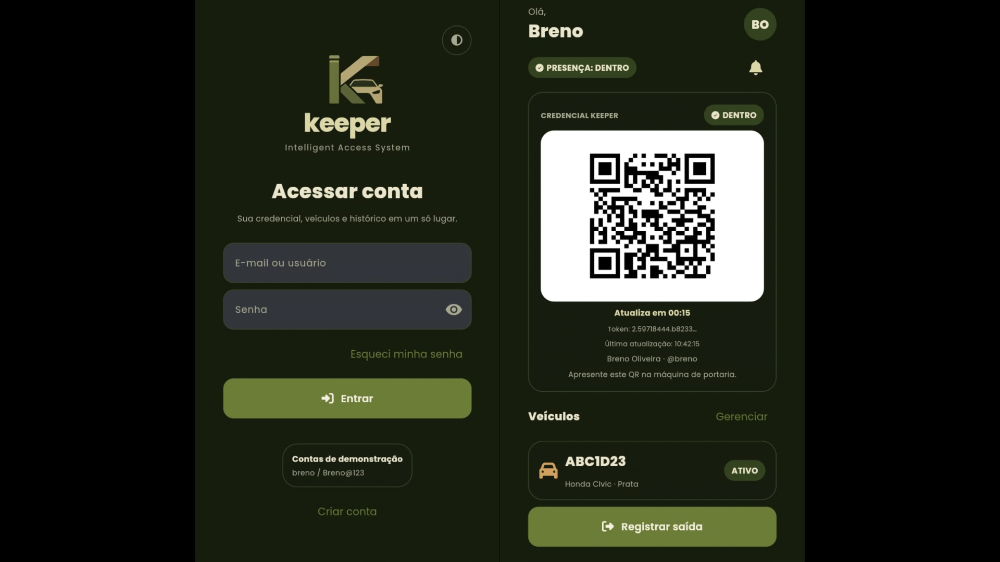 keeper
Intelligent Access System
Acessar conta
Sua credencial, veículos e histórico em um só lugar.
E-mail ou usuário
Senha
Esqueci minha senha
Entrar
Contas de demonstração
breno / Breno@123
Criar conta
Olá,
Breno
BO
PRESENÇA: DENTRO
CREDENCIAL KEEPER
DENTRO
Atualiza em 00:15
Token: 2.59718444.b8233...
Última atualização: 10:42:15
Breno Oliveira · @breno
Apresente este QR na máquina de portaria.
Veículos
Gerenciar
ABC1D23
Honda Civic · Prata
ATIVO
Registrar saída